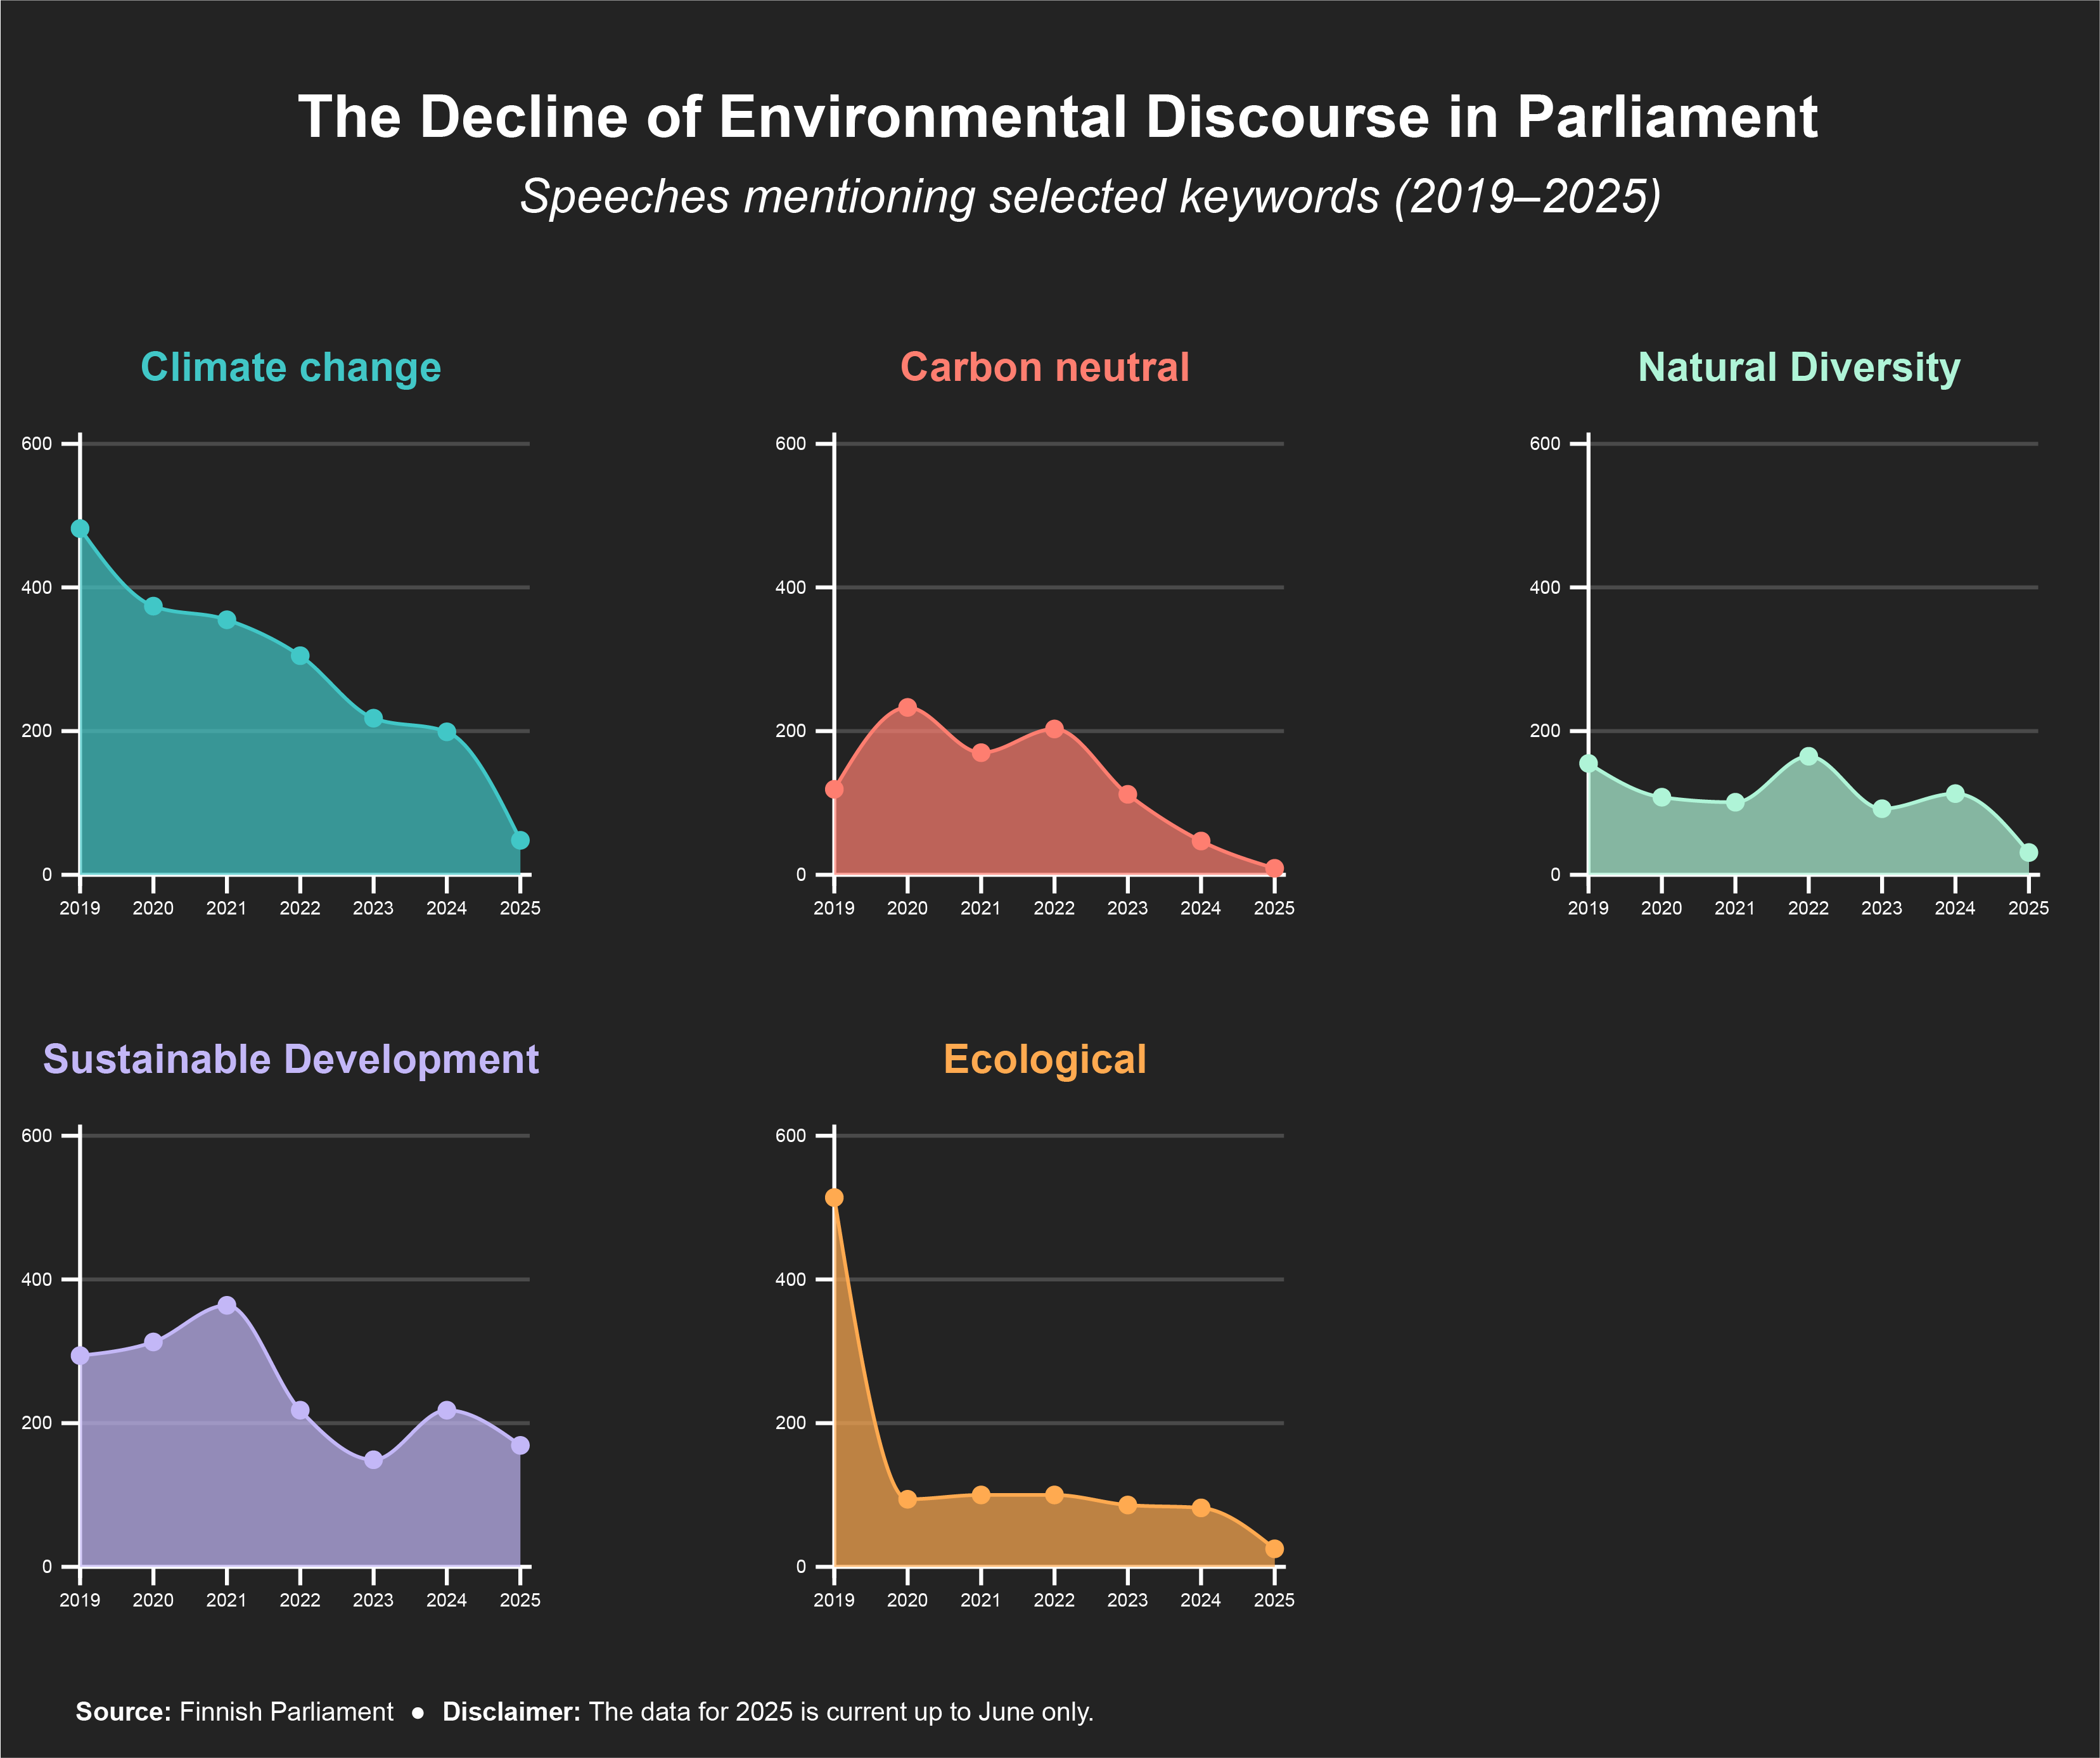 The Decline of Environmental Discourse in Parliament
Speeches mentioning selected keywords (2019–2025)
Climate change
600
400
200
0
2019 2020 2021 2022 2023 2024 2025
Carbon neutral
600
400
200
0
2019 2020 2021 2022 2023 2024 2025
Natural Diversity
600
400
200
0
2019 2020 2021 2022 2023 2024 2025
Sustainable Development
600
400
200
0
2019 2020 2021 2022 2023 2024 2025
Ecological
600
400
200
0
2019 2020 2021 2022 2023 2024 2025
Source: Finnish Parliament ● Disclaimer: The data for 2025 is current up to June only.